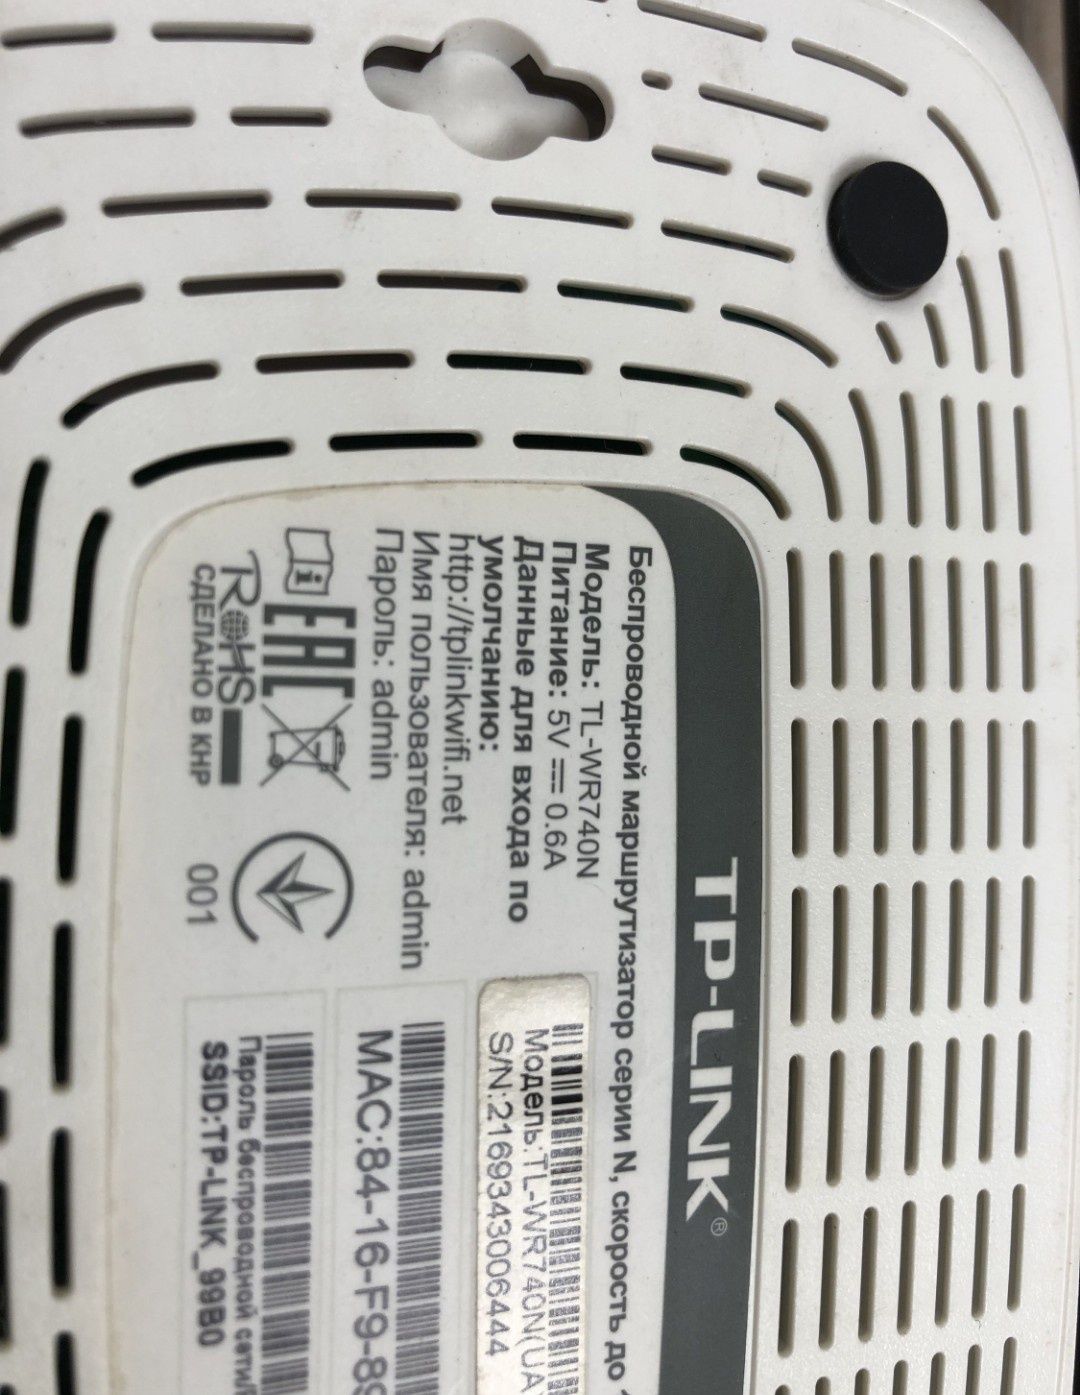 TP-LINK®
Беспроводной маршрутизатор серии N, скорость до
Модель: TL-WR740N
Питание: 5V ⎓ 0.6A
Данные для входа по
умолчанию:
http://tplinkwifi.net
Имя пользователя: admin
Пароль: admin
EAC
RoHS
СДЕЛАНО В КНР
001
Модель:TL-WR740N(UA)
S/N:2169343006444
MAC:84-16-F9-89
Пароль беспроводной сети/
SSID:TP-LINK_99B0